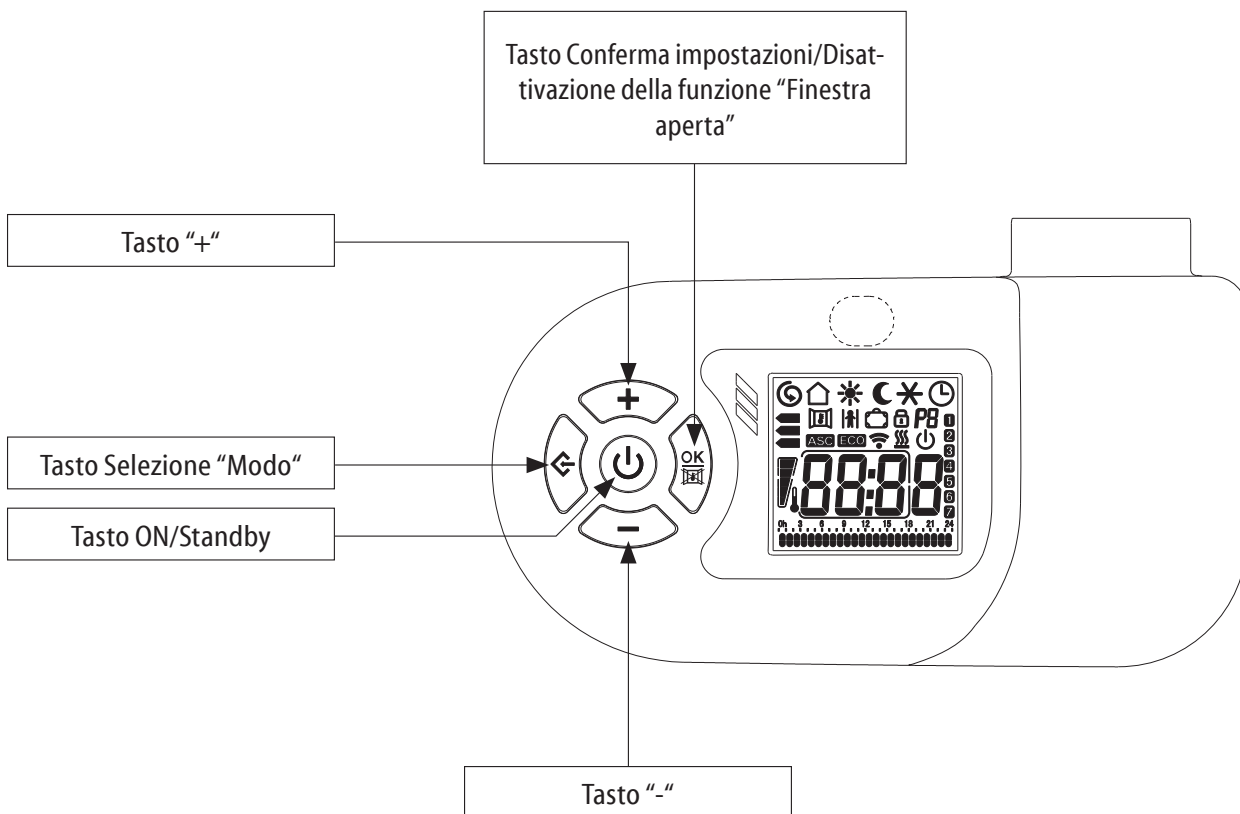 Tasto Conferma impostazioni/Disat-
tivazione della funzione “Finestra
aperta”
Tasto “+“
Tasto Selezione “Modo“
Tasto ON/Standby
+
OK
−
P8
1
ASC ECO
2
3
88:88
4
5
6
7
0h 3 6 9 12 15 18 21 24
Tasto “-“